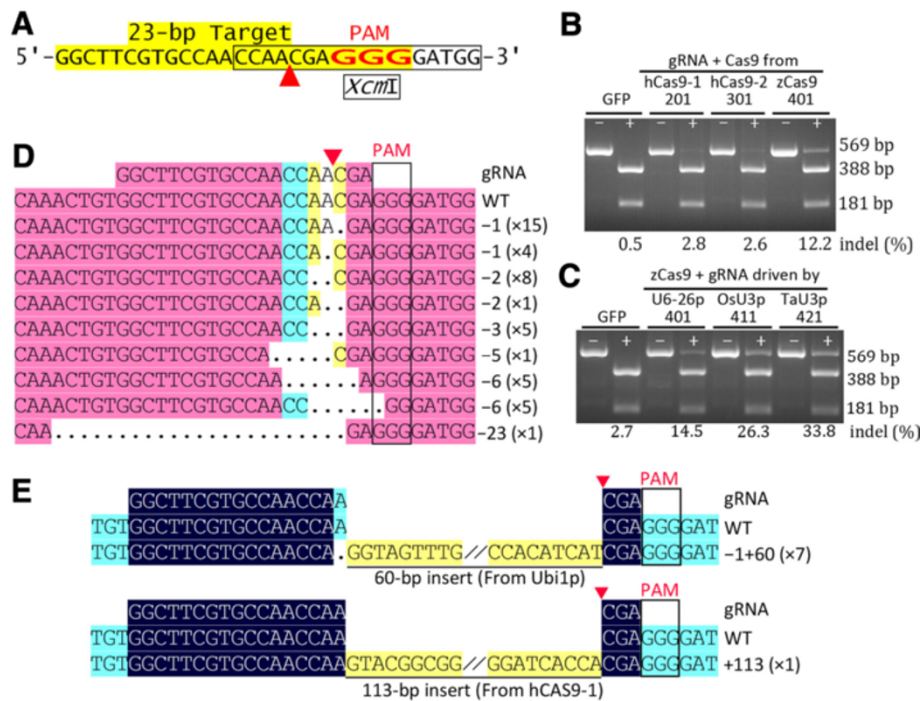 A
23-bp Target PAM
5'-GGCTTCGTGCCAACCAACGAGGGGATGG-3'
XcmI
B
gRNA + Cas9 from
hCas9-1 hCas9-2 zCas9
GFP 201 301 401
− + − + − + − +
569 bp
388 bp
181 bp
0.5 2.8 2.6 12.2 indel (%)
C
zCas9 + gRNA driven by
U6-26p OsU3p TaU3p
GFP 401 411 421
− + − + − + − +
569 bp
388 bp
181 bp
2.7 14.5 26.3 33.8 indel (%)
D
PAM
GGCTTCGTGCCAACCAACGA gRNA
CAAACTGTGGCTTCGTGCCAACCAACGAGGGGATGG WT
CAAACTGTGGCTTCGTGCCAACCAA.GAGGGGATGG −1 (×15)
CAAACTGTGGCTTCGTGCCAACCA.CGAGGGGATGG −1 (×4)
CAAACTGTGGCTTCGTGCCAACC..CGAGGGGATGG −2 (×8)
CAAACTGTGGCTTCGTGCCAACCA..GAGGGGATGG −2 (×1)
CAAACTGTGGCTTCGTGCCAACC...GAGGGGATGG −3 (×5)
CAAACTGTGGCTTCGTGCCA.....CGAGGGGATGG −5 (×1)
CAAACTGTGGCTTCGTGCCAA......AGGGGATGG −6 (×5)
CAAACTGTGGCTTCGTGCCAACC......GGGATGG −6 (×5)
CAA.......................GAGGGGATGG −23 (×1)
E
PAM
GGCTTCGTGCCAACCAA CGA gRNA
TGTGGCTTCGTGCCAACCAA CGAGGGGAT WT
TGTGGCTTCGTGCCAACCA.GGTAGTTTG // CCACATCATCGAGGGGAT −1+60 (×7)
60-bp insert (From Ubi1p)
PAM
GGCTTCGTGCCAACCAA CGA gRNA
TGTGGCTTCGTGCCAACCAA CGAGGGGAT WT
TGTGGCTTCGTGCCAACCAAGTACGGCGG // GGATCACCACGAGGGGAT +113 (×1)
113-bp insert (From hCAS9-1)